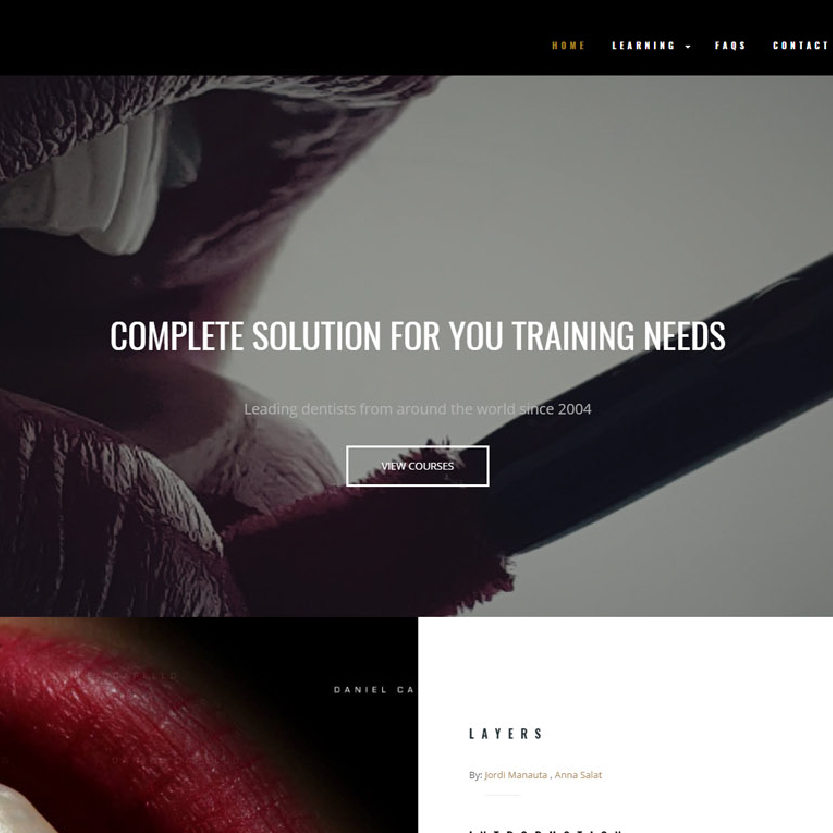 HOME LEARNING FAQS CONTACT
COMPLETE SOLUTION FOR YOU TRAINING NEEDS
Leading dentists from around the world since 2004
VIEW COURSES
DANIEL CA
LAYERS
By: Jordi Manauta , Anna Salat